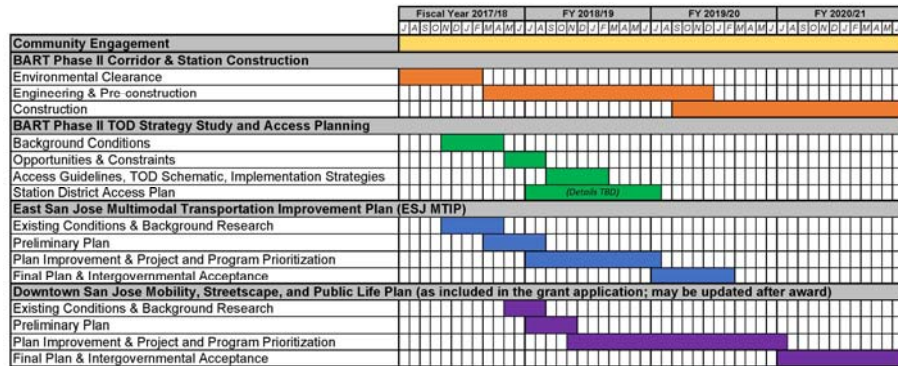 Fiscal Year 2017/18 FY 2018/19 FY 2019/20 FY 2020/21
J A S O N D J F M A M J J A S O N D J F M A M J J A S O N D J F M A M J J A S O N D J F M A M J
Community Engagement
BART Phase II Corridor & Station Construction
Environmental Clearance
Engineering & Pre-construction
Construction
BART Phase II TOD Strategy Study and Access Planning
Background Conditions
Opportunities & Constraints
Access Guidelines, TOD Schematic, Implementation Strategies
Station District Access Plan (Details TBD)
East San Jose Multimodal Transportation Improvement Plan (ESJ MTIP)
Existing Conditions & Background Research
Preliminary Plan
Plan Improvement & Project and Program Prioritization
Final Plan & Intergovernmental Acceptance
Downtown San Jose Mobility, Streetscape, and Public Life Plan (as included in the grant application; may be updated after award)
Existing Conditions & Background Research
Preliminary Plan
Plan Improvement & Project and Program Prioritization
Final Plan & Intergovernmental Acceptance